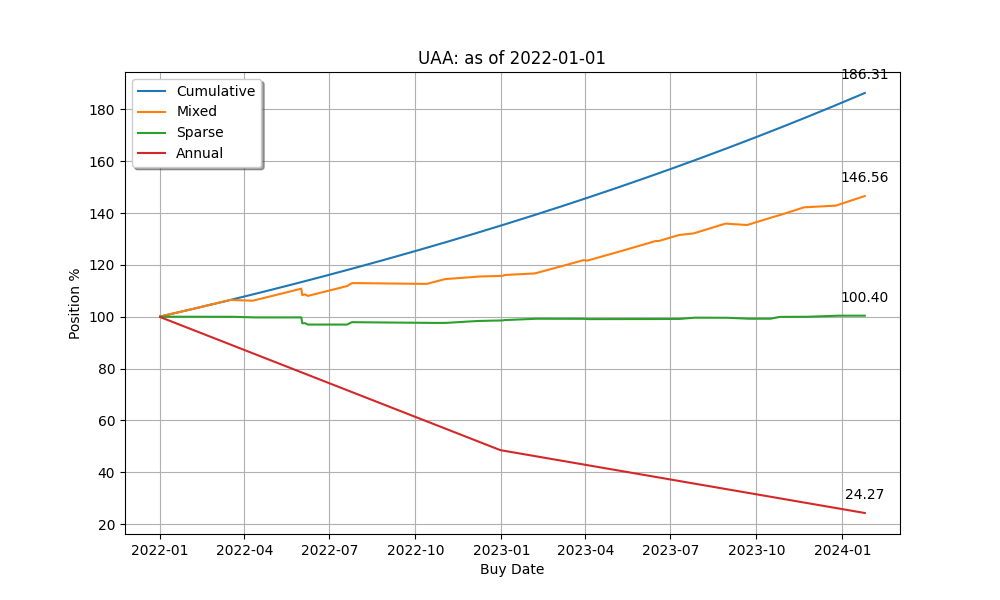 UAA: as of 2022-01-01
Cumulative
Mixed
Sparse
Annual
186.31
146.56
100.40
24.27
Position %
180
160
140
120
100
80
60
40
20
2022-01 2022-04 2022-07 2022-10 2023-01 2023-04 2023-07 2023-10 2024-01
Buy Date